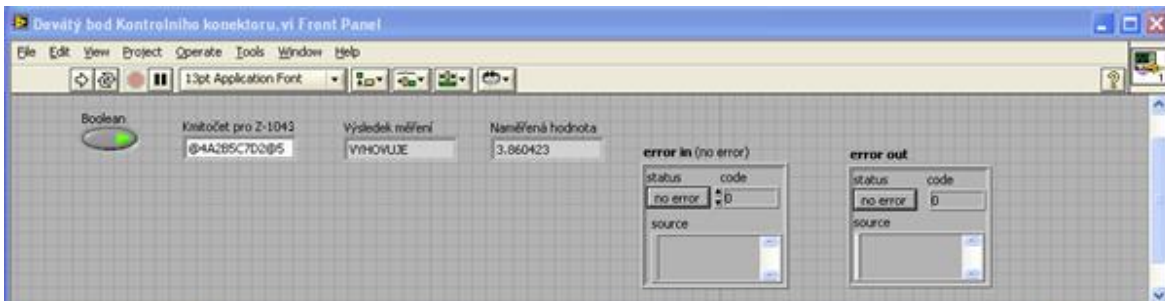 Devátý bod Kontrolního konektoru.vi Front Panel
File Edit View Project Operate Tools Window Help
13pt Application Font
Boolean
Kmitočet pro Z-1043
@4A2B5C7D2@5
Výsledek měření
VYHOVUJE
Naměřená hodnota
3.860423
error in (no error)
status code
no error 0
source
error out
status code
no error 0
source